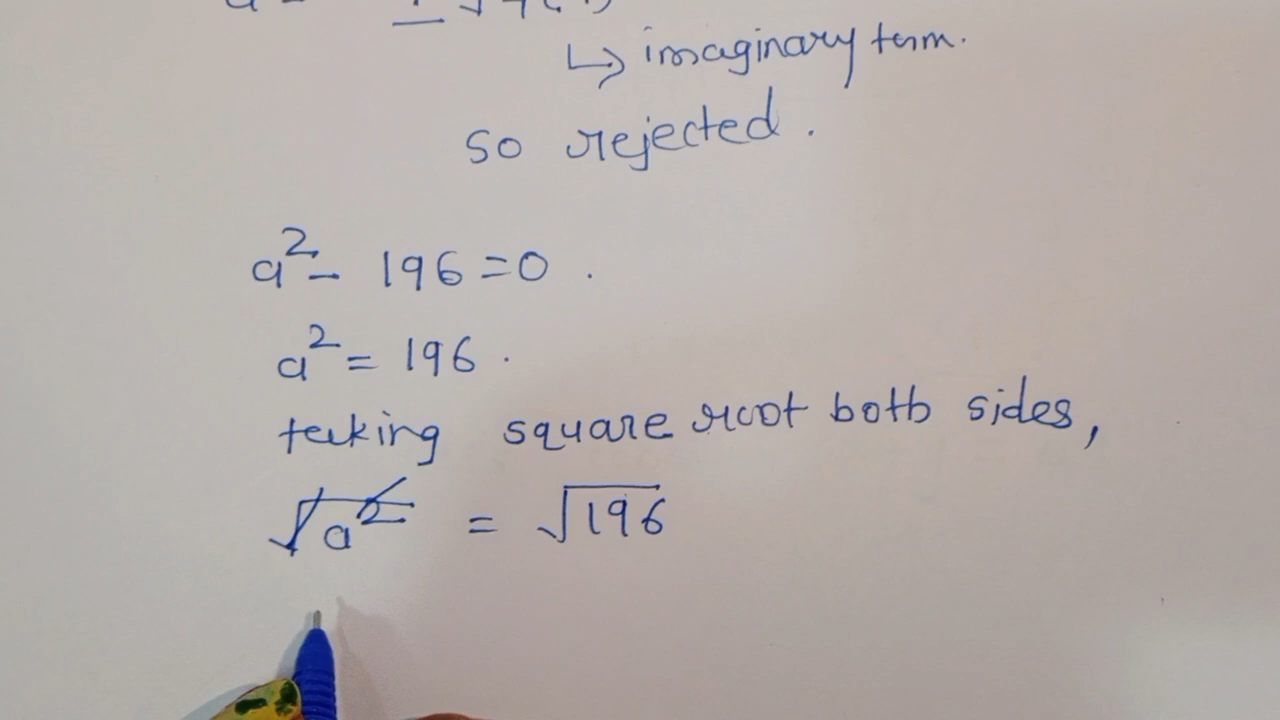 ↳ imaginary term.
so rejected.
a² - 196 = 0.
a² = 196.
taking square root both sides,
√a² = √196